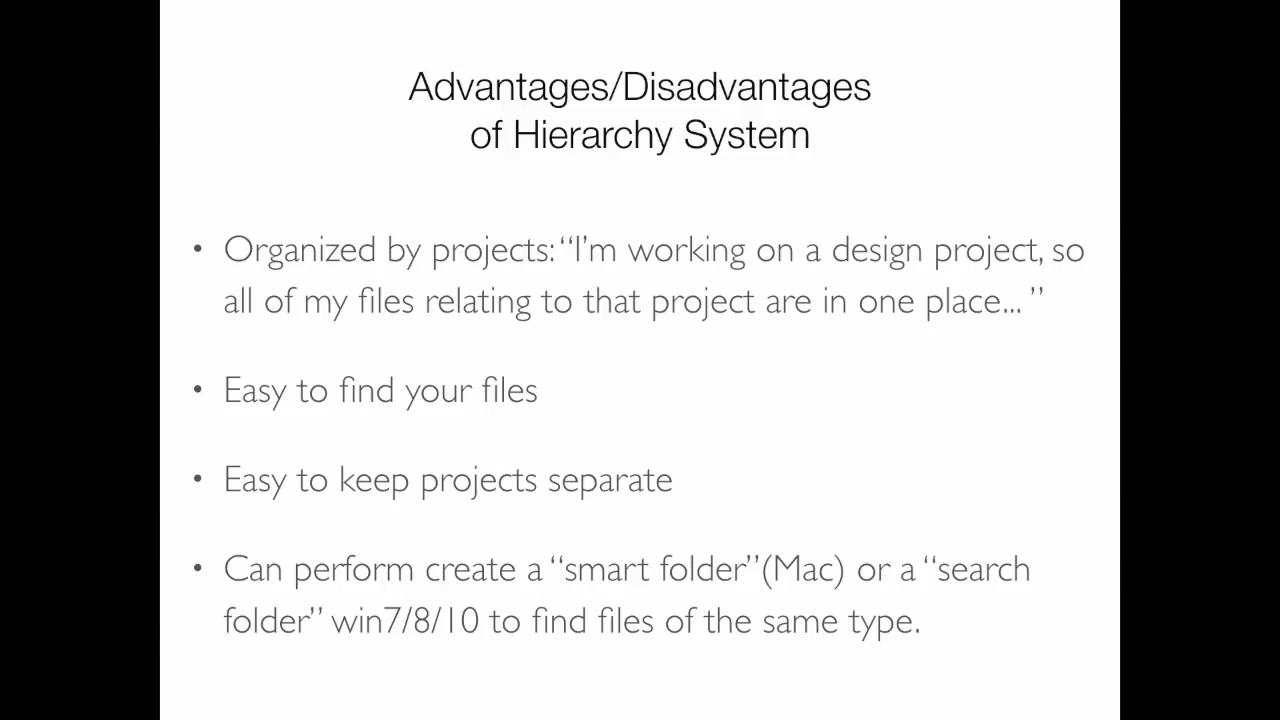 Advantages/Disadvantages
of Hierarchy System
• Organized by projects: “I’m working on a design project, so
all of my files relating to that project are in one place... ”
• Easy to find your files
• Easy to keep projects separate
• Can perform create a “smart folder”(Mac) or a “search
folder” win7/8/10 to find files of the same type.